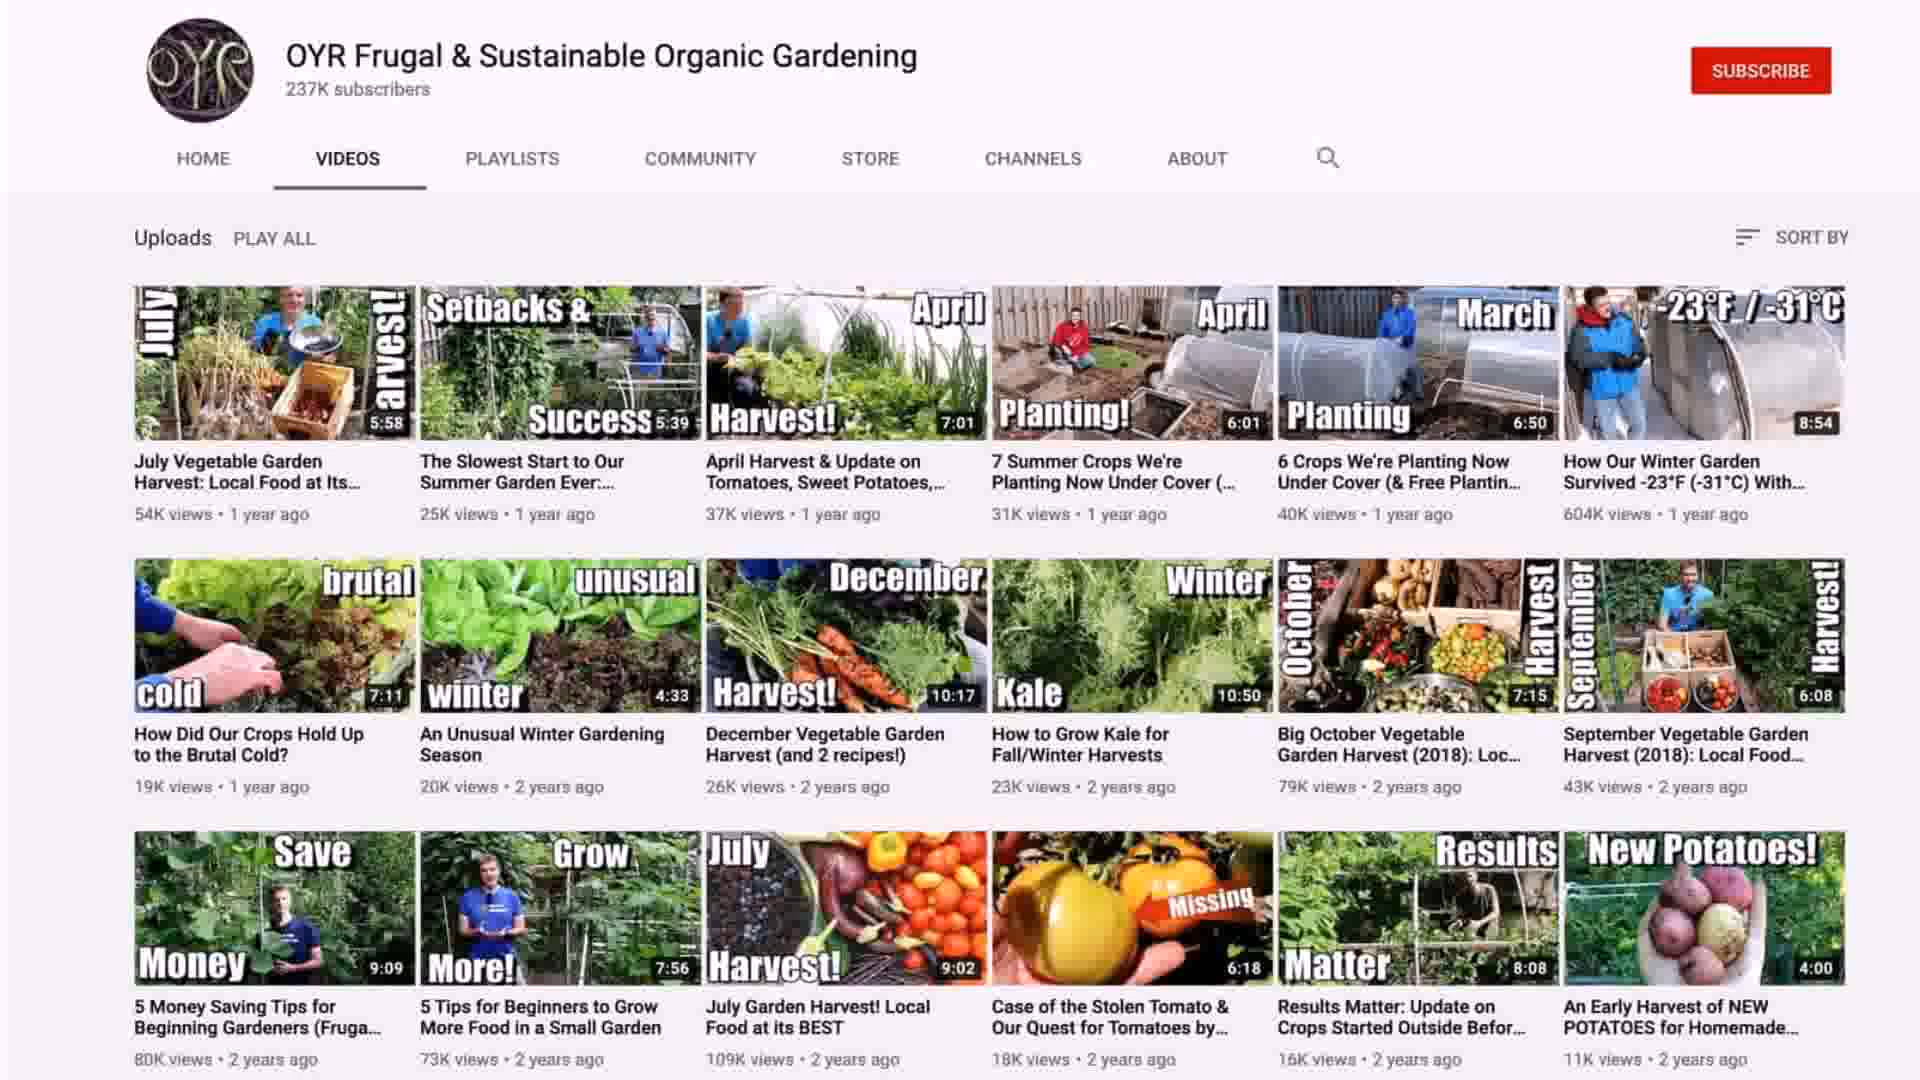 OYR
OYR Frugal & Sustainable Organic Gardening
237K subscribers
SUBSCRIBE
HOME VIDEOS PLAYLISTS COMMUNITY STORE CHANNELS ABOUT
Uploads PLAY ALL
SORT BY
July
arvest!
5:58
Setbacks &
Success
5:39
April
Harvest!
7:01
April
Planting!
6:01
March
Planting
6:50
-23°F / -31°C
8:54
July Vegetable Garden
Harvest: Local Food at Its...
54K views • 1 year ago
The Slowest Start to Our
Summer Garden Ever:...
25K views • 1 year ago
April Harvest & Update on
Tomatoes, Sweet Potatoes,...
37K views • 1 year ago
7 Summer Crops We're
Planting Now Under Cover (...
31K views • 1 year ago
6 Crops We're Planting Now
Under Cover (& Free Plantin...
40K views • 1 year ago
How Our Winter Garden
Survived -23°F (-31°C) With...
604K views • 1 year ago
brutal
cold
7:11
unusual
winter
4:33
December
Harvest!
10:17
Winter
Kale
10:50
October
Harvest
7:15
September
Harvest!
6:08
How Did Our Crops Hold Up
to the Brutal Cold?
19K views • 1 year ago
An Unusual Winter Gardening
Season
20K views • 2 years ago
December Vegetable Garden
Harvest (and 2 recipes!)
26K views • 2 years ago
How to Grow Kale for
Fall/Winter Harvests
23K views • 2 years ago
Big October Vegetable
Garden Harvest (2018): Loc...
79K views • 2 years ago
September Vegetable Garden
Harvest (2018): Local Food...
43K views • 2 years ago
Save
Money
9:09
Grow
More!
7:56
July
Harvest!
9:02
Missing
6:18
Results
Matter
8:08
New Potatoes!
4:00
5 Money Saving Tips for
Beginning Gardeners (Fruga...
80K views • 2 years ago
5 Tips for Beginners to Grow
More Food in a Small Garden
73K views • 2 years ago
July Garden Harvest! Local
Food at its BEST
109K views • 2 years ago
Case of the Stolen Tomato &
Our Quest for Tomatoes by...
18K views • 2 years ago
Results Matter: Update on
Crops Started Outside Befor...
16K views • 2 years ago
An Early Harvest of NEW
POTATOES for Homemade...
11K views • 2 years ago